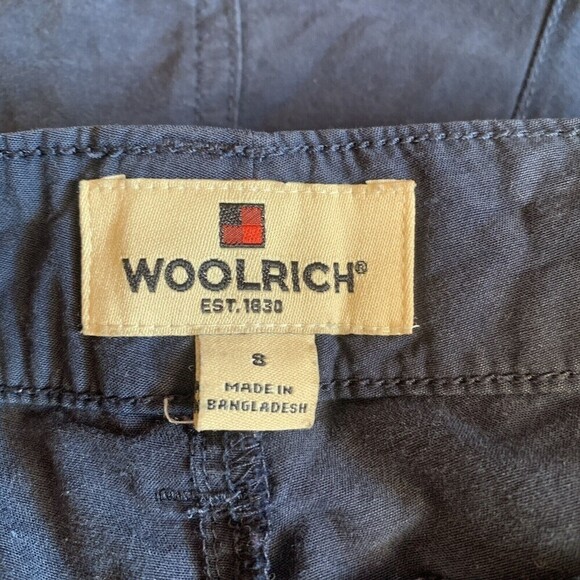 WOOLRICH®
EST. 1830
8
MADE IN
BANGLADESH